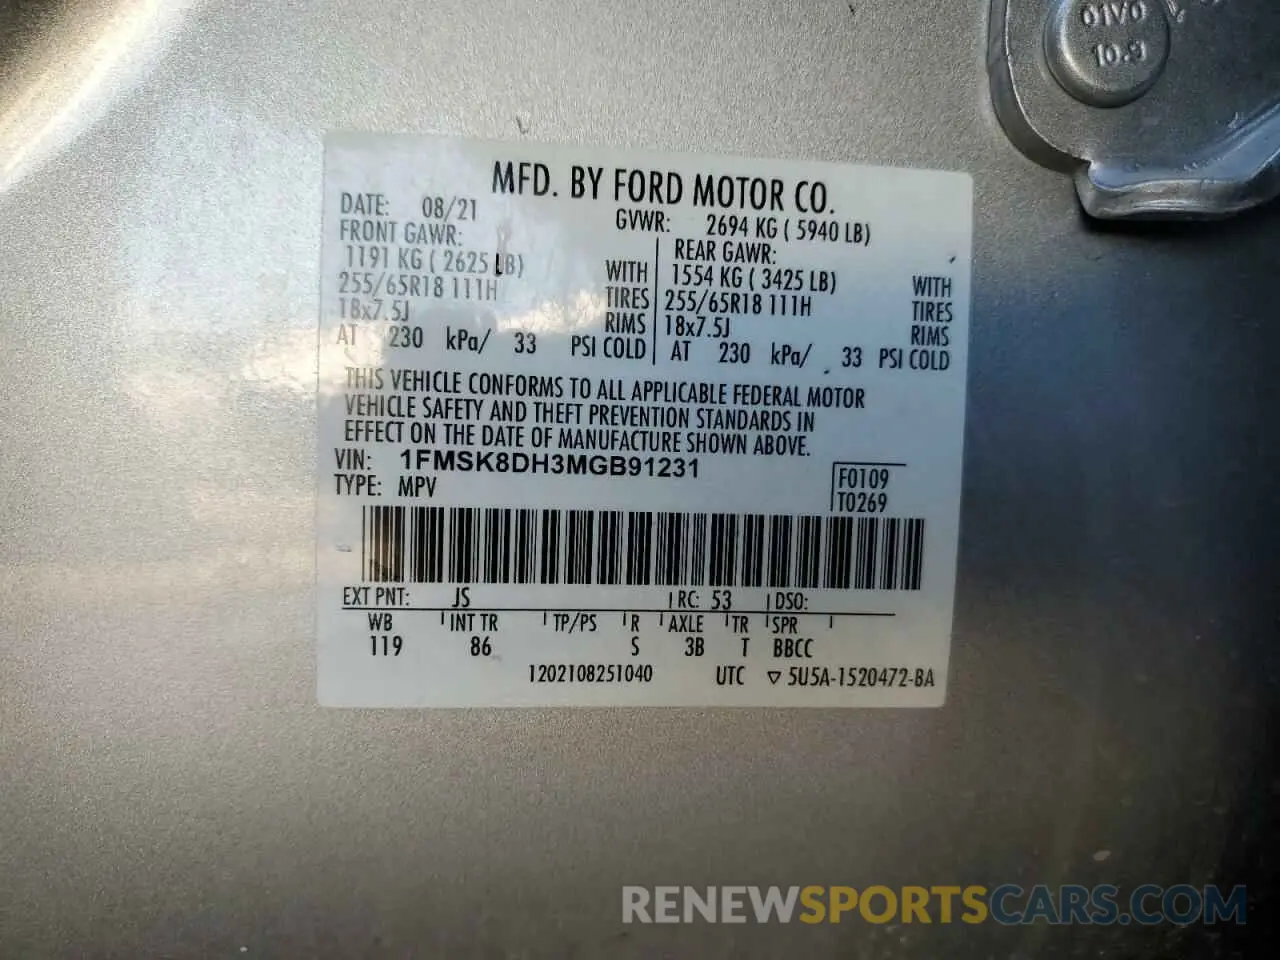 01V0
10.9
MFD. BY FORD MOTOR CO.
DATE: 08/21 GVWR: 2694 KG ( 5940 LB)
FRONT GAWR: REAR GAWR:
1191 KG ( 2625 LB) WITH 1554 KG ( 3425 LB) WITH
255/65R18 111H TIRES 255/65R18 111H TIRES
18x7.5J RIMS 18x7.5J RIMS
AT 230 kPa/ 33 PSI COLD AT 230 kPa/ 33 PSI COLD
THIS VEHICLE CONFORMS TO ALL APPLICABLE FEDERAL MOTOR
VEHICLE SAFETY AND THEFT PREVENTION STANDARDS IN
EFFECT ON THE DATE OF MANUFACTURE SHOWN ABOVE.
VIN: 1FMSK8DH3MGB91231 F0109
TYPE: MPV T0269
EXT PNT: JS RC: 53 DSO:
WB INT TR TP/PS R AXLE TR SPR
119 86 S 3B T BBCC
1202108251040 UTC ▽ 5U5A-1520472-BA
RENEWSPORTSCARS.COM